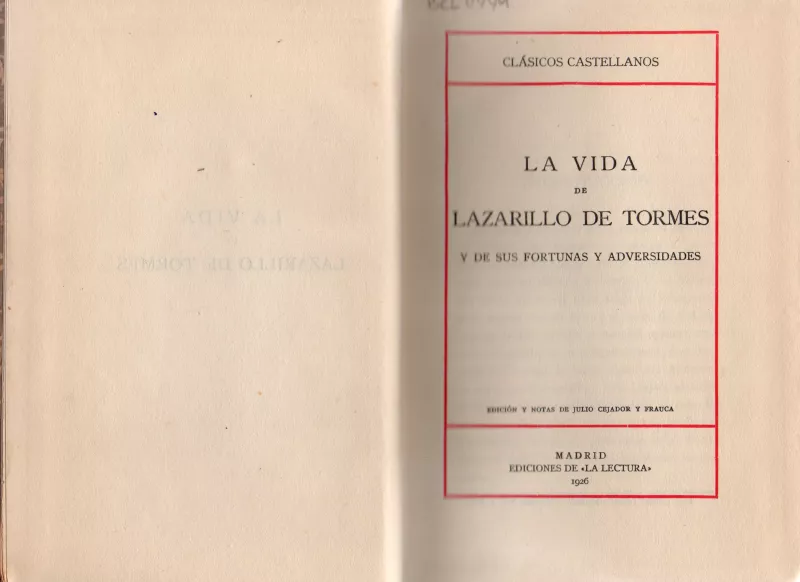 CLÁSICOS CASTELLANOS
LA VIDA
DE
LAZARILLO DE TORMES
Y DE SUS FORTUNAS Y ADVERSIDADES
EDICIÓN Y NOTAS DE JULIO CEJADOR Y FRAUCA
MADRID
EDICIONES DE «LA LECTURA»
1926